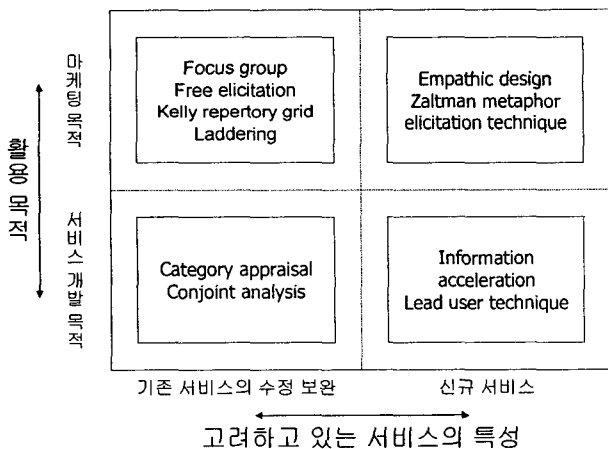 활용 목적
마케팅 목적
Focus group
Free elicitation
Kelly repertory grid
Laddering
Empathic design
Zaltman metaphor
elicitation technique
서비스 개발 목적
Category appraisal
Conjoint analysis
Information
acceleration
Lead user technique
기존 서비스의 수정 보완
신규 서비스
고려하고 있는 서비스의 특성